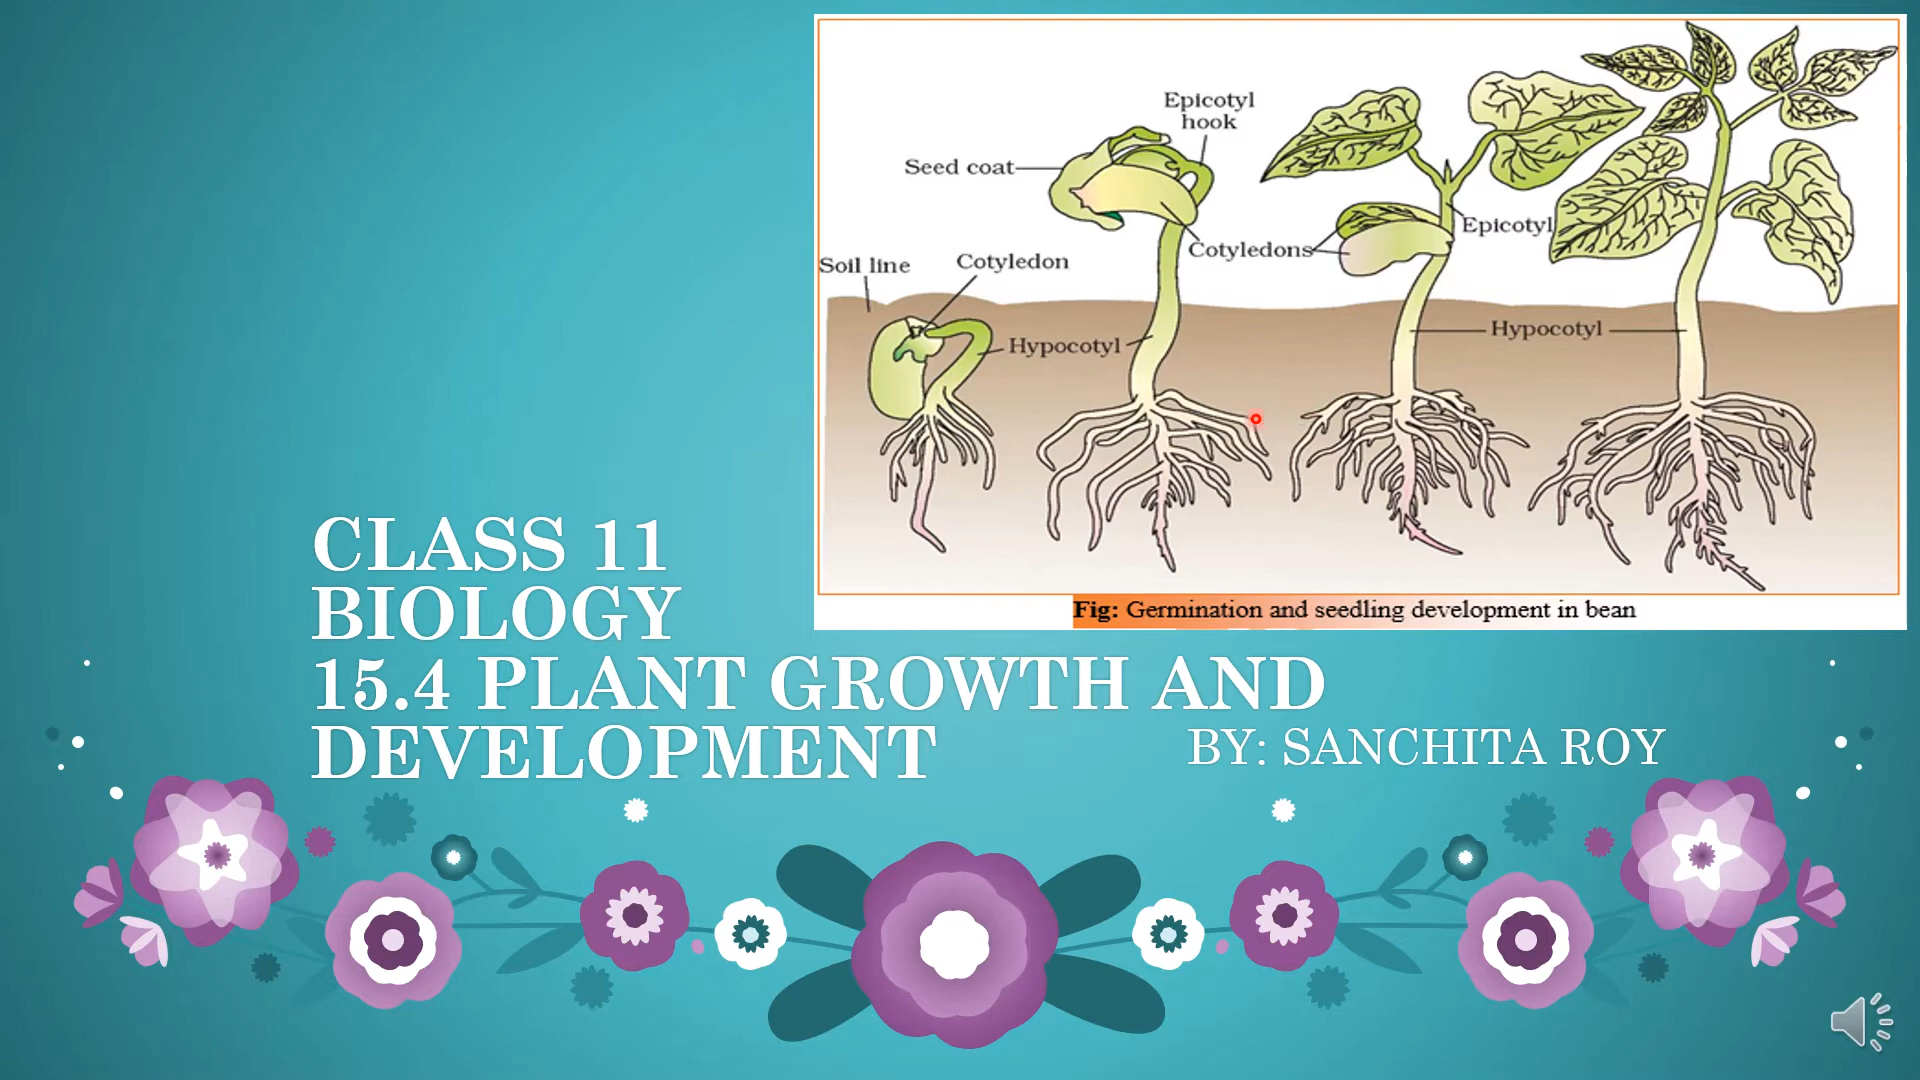 Epicotyl
hook
Seed coat
Epicotyl
Cotyledons
Soil line
Cotyledon
Hypocotyl
Hypocotyl
Fig: Germination and seedling development in bean
CLASS 11
BIOLOGY
15.4 PLANT GROWTH AND
DEVELOPMENT
BY: SANCHITA ROY